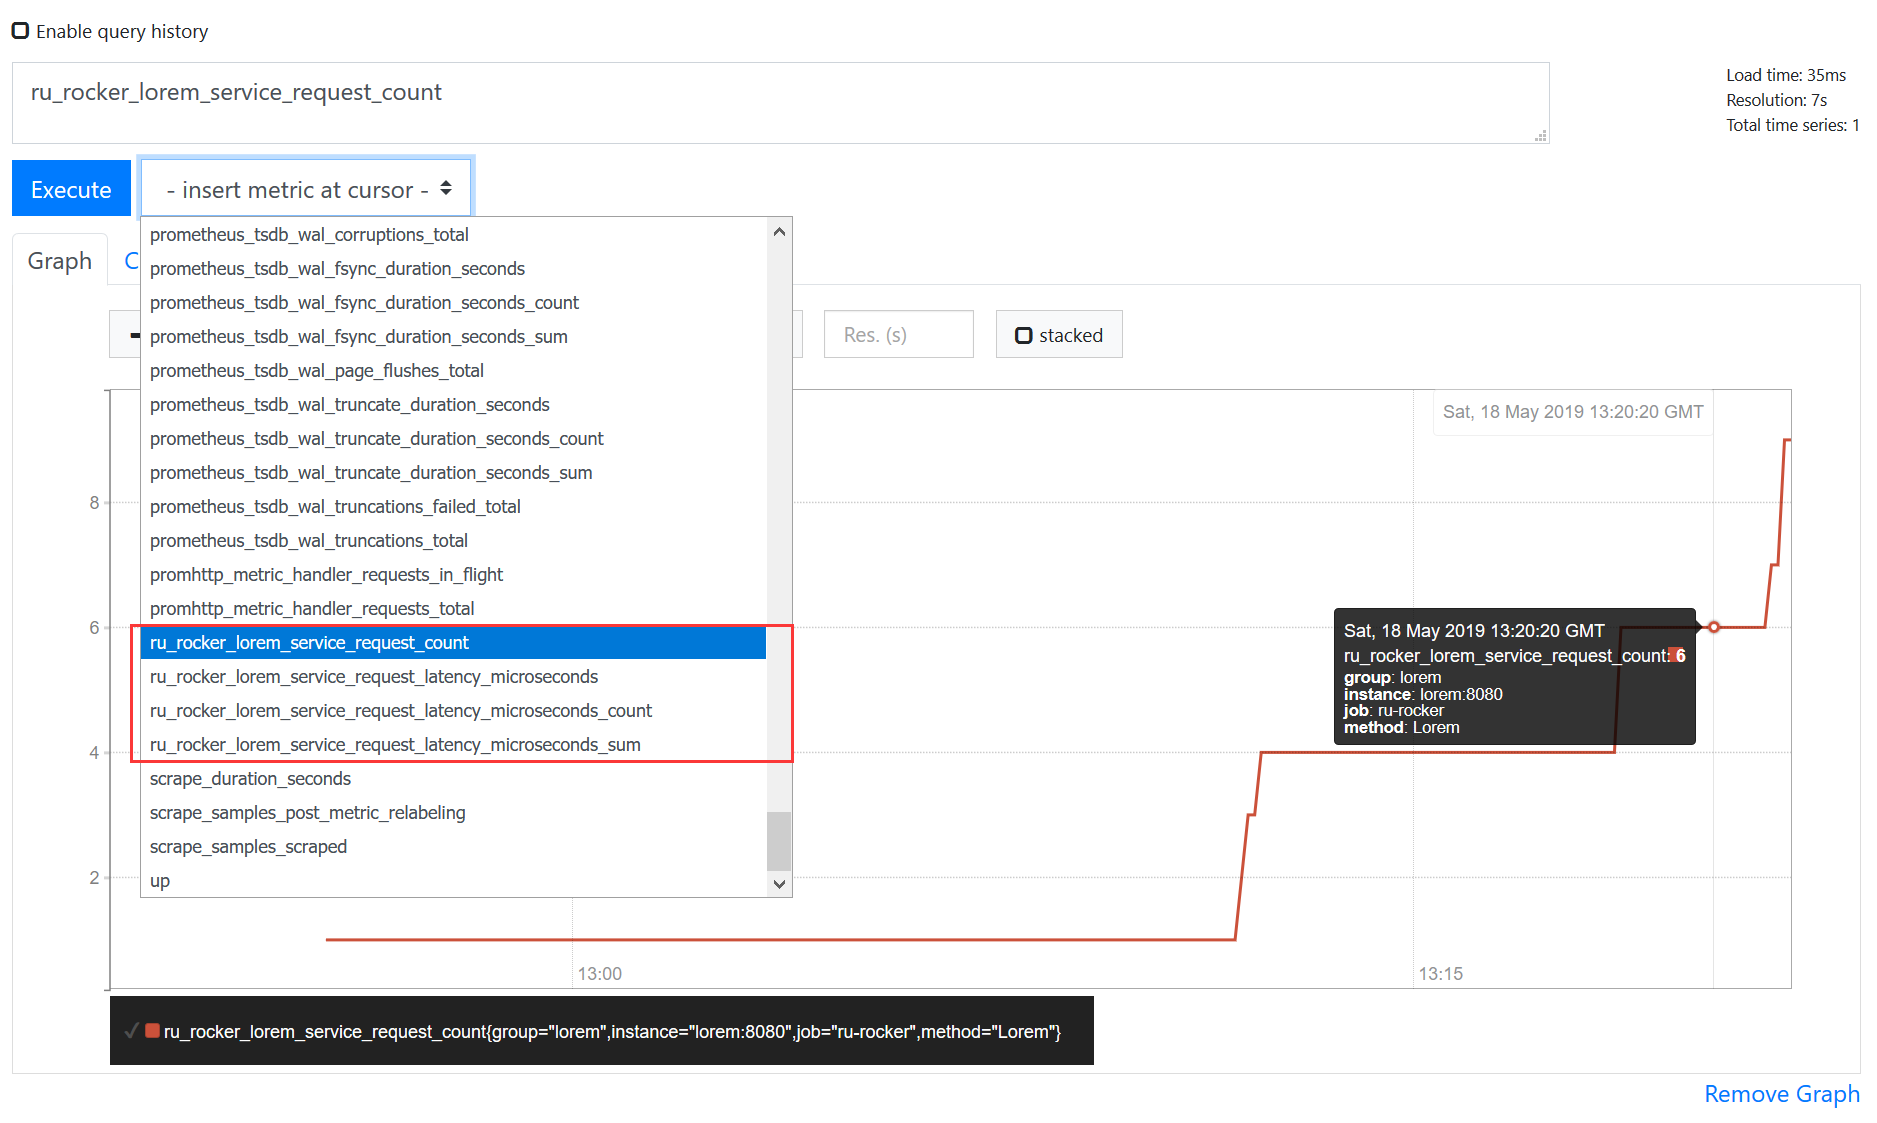 Enable query history
ru_rocker_lorem_service_request_count
Load time: 35ms
Resolution: 7s
Total time series: 1
Execute
- insert metric at cursor -
Graph
C
prometheus_tsdb_wal_corruptions_total
prometheus_tsdb_wal_fsync_duration_seconds
prometheus_tsdb_wal_fsync_duration_seconds_count
prometheus_tsdb_wal_fsync_duration_seconds_sum
prometheus_tsdb_wal_page_flushes_total
prometheus_tsdb_wal_truncate_duration_seconds
prometheus_tsdb_wal_truncate_duration_seconds_count
prometheus_tsdb_wal_truncate_duration_seconds_sum
prometheus_tsdb_wal_truncations_failed_total
prometheus_tsdb_wal_truncations_total
promhttp_metric_handler_requests_in_flight
promhttp_metric_handler_requests_total
ru_rocker_lorem_service_request_count
ru_rocker_lorem_service_request_latency_microseconds
ru_rocker_lorem_service_request_latency_microseconds_count
ru_rocker_lorem_service_request_latency_microseconds_sum
scrape_duration_seconds
scrape_samples_post_metric_relabeling
scrape_samples_scraped
up
Res. (s)
stacked
Sat, 18 May 2019 13:20:20 GMT
8
6
4
2
Sat, 18 May 2019 13:20:20 GMT
ru_rocker_lorem_service_request_count: 6
group: lorem
instance: lorem:8080
job: ru-rocker
method: Lorem
13:00
13:15
ru_rocker_lorem_service_request_count{group="lorem",instance="lorem:8080",job="ru-rocker",method="Lorem"}
Remove Graph